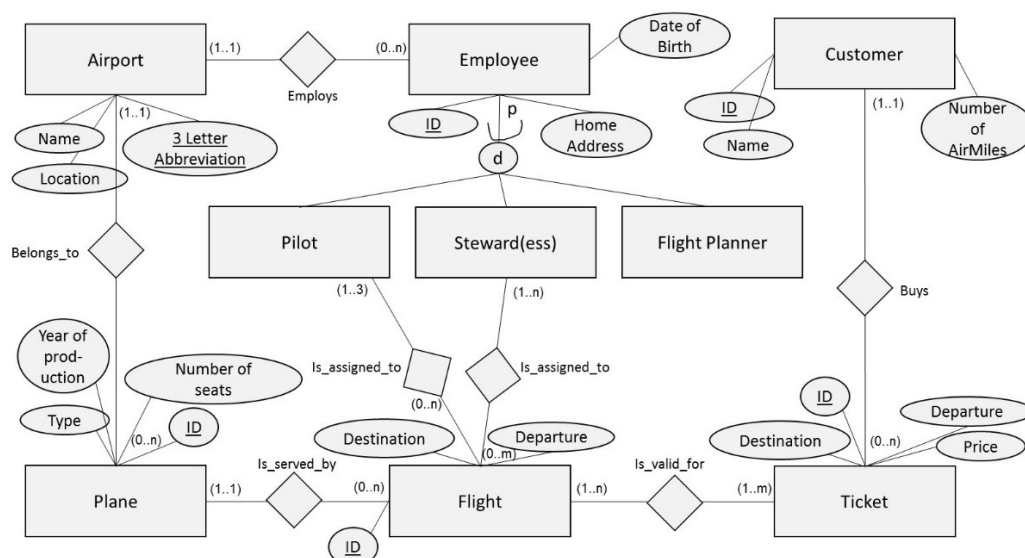 Airport
(1..1)
Employs
(0..n)
Employee
Date of
Birth
Customer
(1..1)
Name
Location
3 Letter
Abbreviation
ID
p
Home
Address
d
ID
Name
(1..1)
Number
of
AirMiles
Belongs_to
Pilot
Steward(ess)
Flight Planner
(1..3)
(1..n)
Buys
Year of
prod-
uction
Type
Number of
seats
ID
(0..n)
Is_assigned_to
Is_assigned_to
(0..n)
(0..m)
Destination
Departure
ID
Destination
(0..n)
Departure
Price
Plane
(1..1)
Is_served_by
(0..n)
ID
Flight
(1..n)
Is_valid_for
(1..m)
Ticket